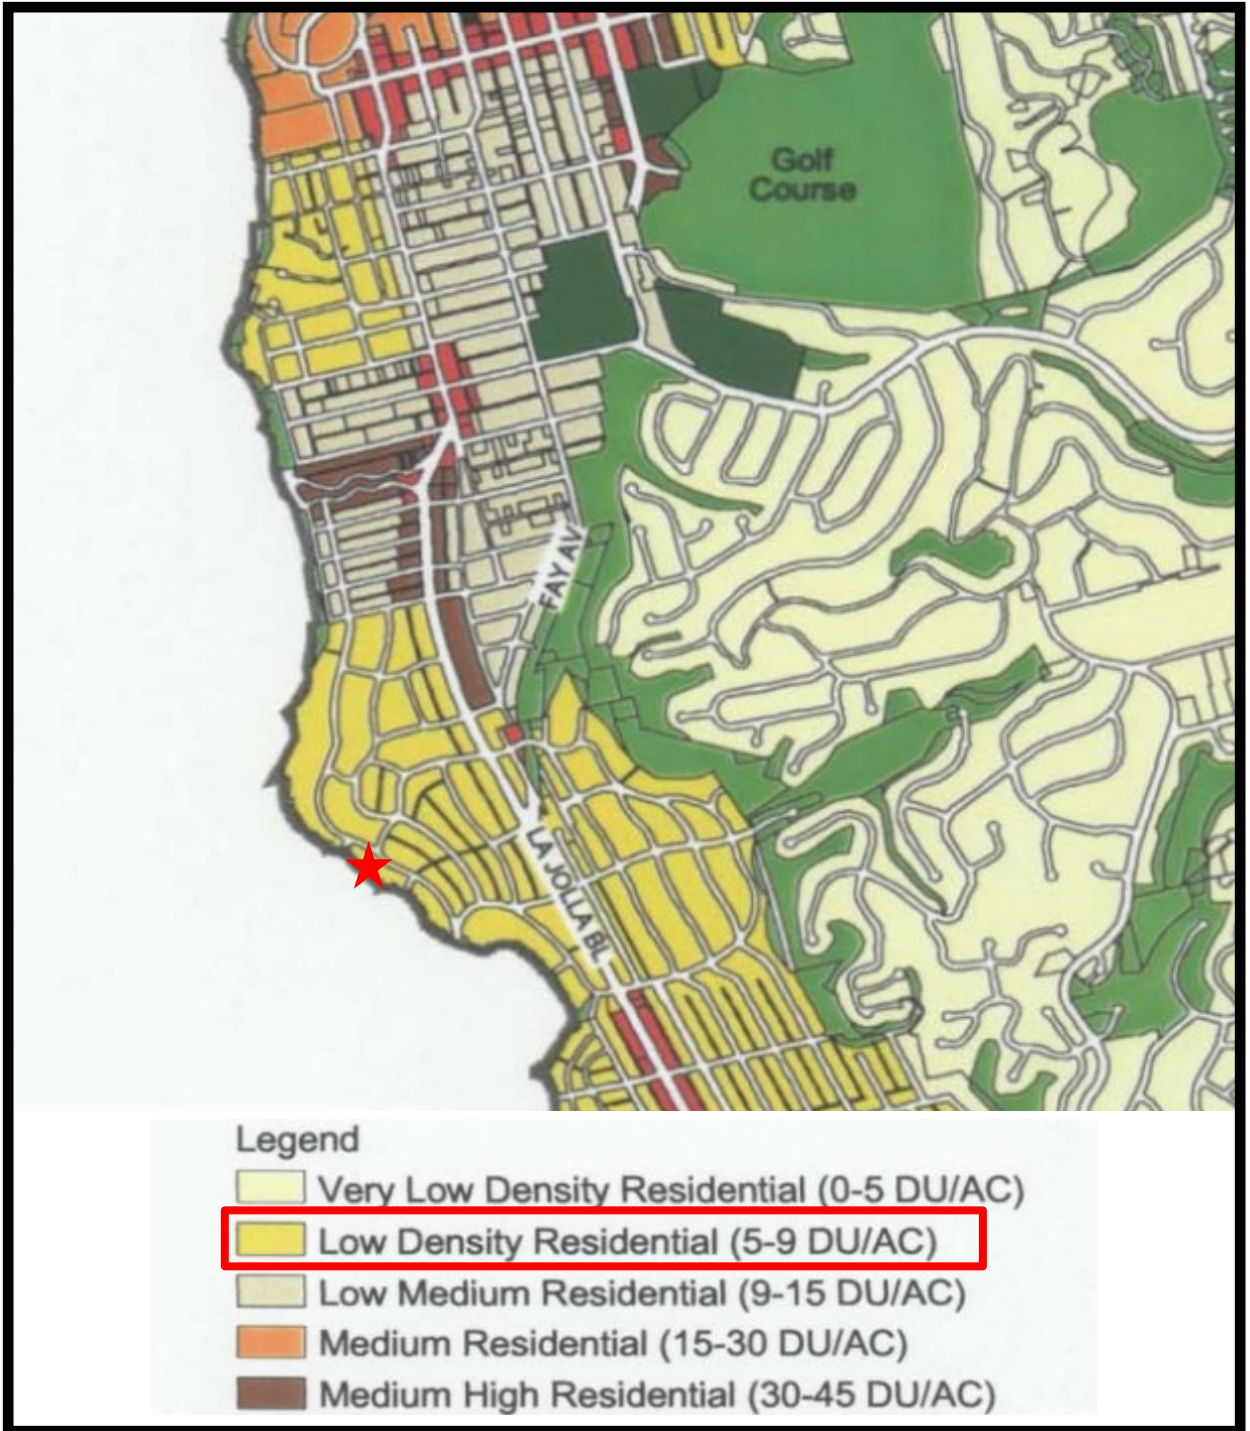 Golf
Course
FAY AV
LA JOLLA BL
Legend
Very Low Density Residential (0-5 DU/AC)
Low Density Residential (5-9 DU/AC)
Low Medium Residential (9-15 DU/AC)
Medium Residential (15-30 DU/AC)
Medium High Residential (30-45 DU/AC)